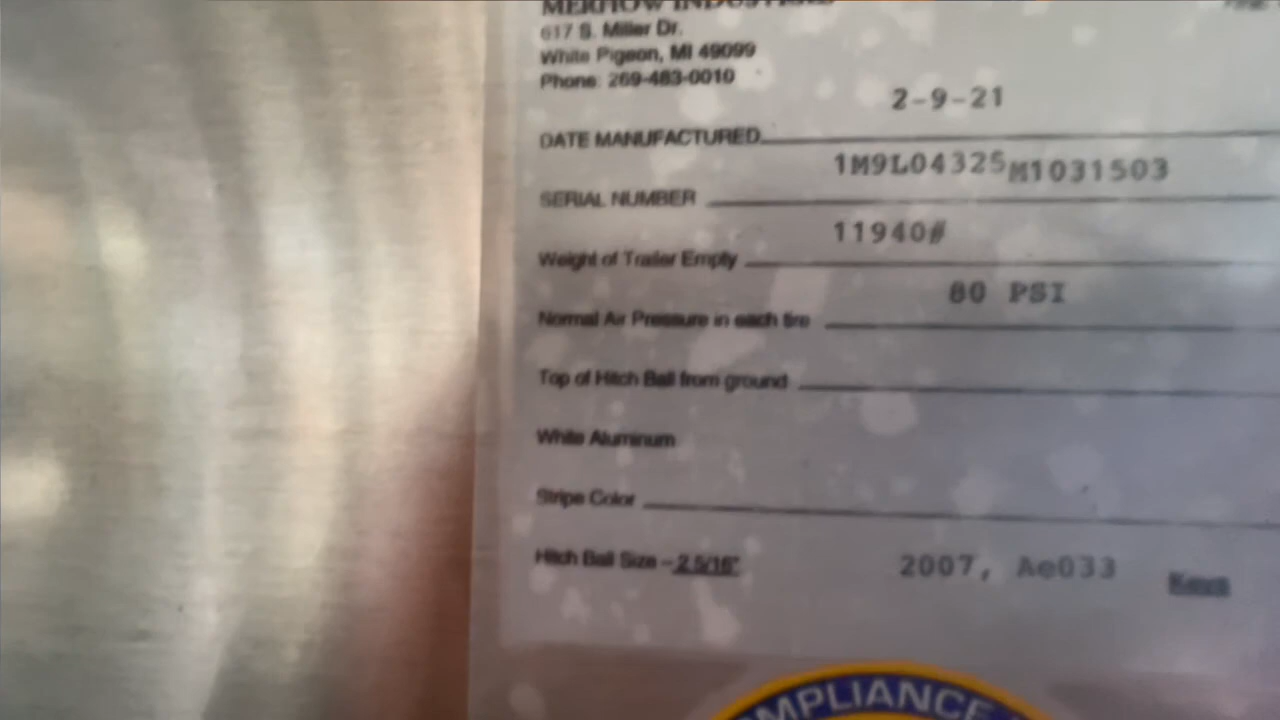 MERHOW INDUSTRIES
617 S. Miller Dr.
White Pigeon, MI 49099
Phone: 269-483-0010
2-9-21
DATE MANUFACTURED
1M9L04325M1031503
SERIAL NUMBER
11940#
Weight of Trailer Empty
80 PSI
Normal Air Pressure in each tire
Top of Hitch Ball from ground
White Aluminum
Stripe Color
Hitch Ball Size – 2 5/16" 2007, Ae033
MPLIANCE